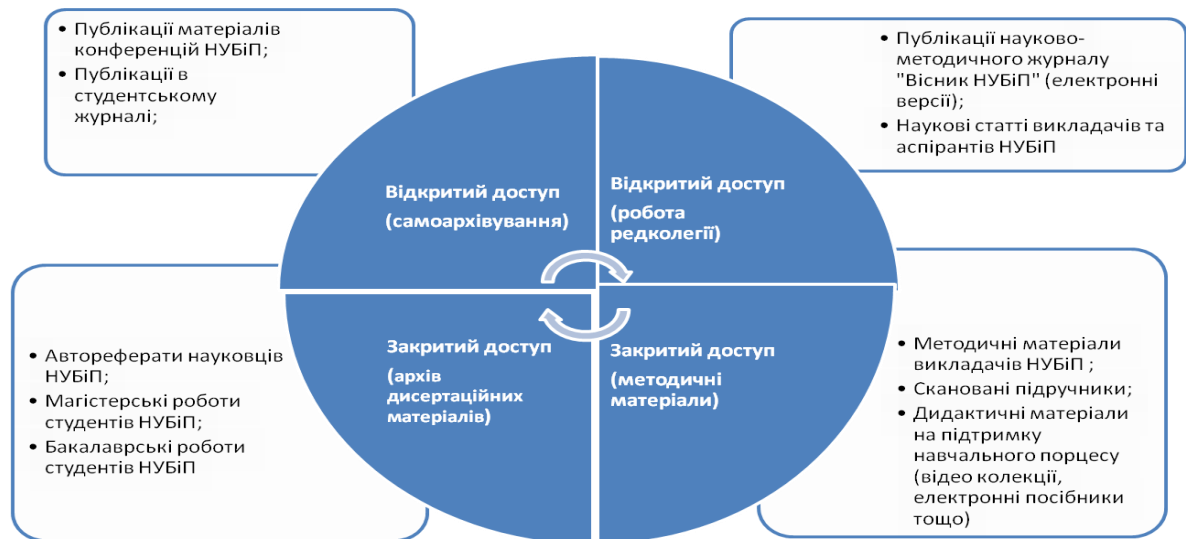 • Публікації матеріалів
конференцій НУБіП;
• Публікації в
студентському
журналі;
• Публікації науково-
методичного журналу
"Вісник НУБіП" (електронні
версії);
• Наукові статті викладачів та
аспірантів НУБіП
Відкритий доступ
(самоархівування)
Відкритий доступ
(робота
редколегії)
Закритий доступ
(архів
дисертаційних
матеріалів)
Закритий доступ
(методичні
матеріали)
• Автореферати науковців
НУБіП;
• Магістерські роботи
студентів НУБіП;
• Бакалаврські роботи
студентів НУБіП
• Методичні матеріали
викладачів НУБіП ;
• Скановані підручники;
• Дидактичні матеріали
на підтримку
навчального порцесу
(відео колекції,
електронні посібники
тощо)